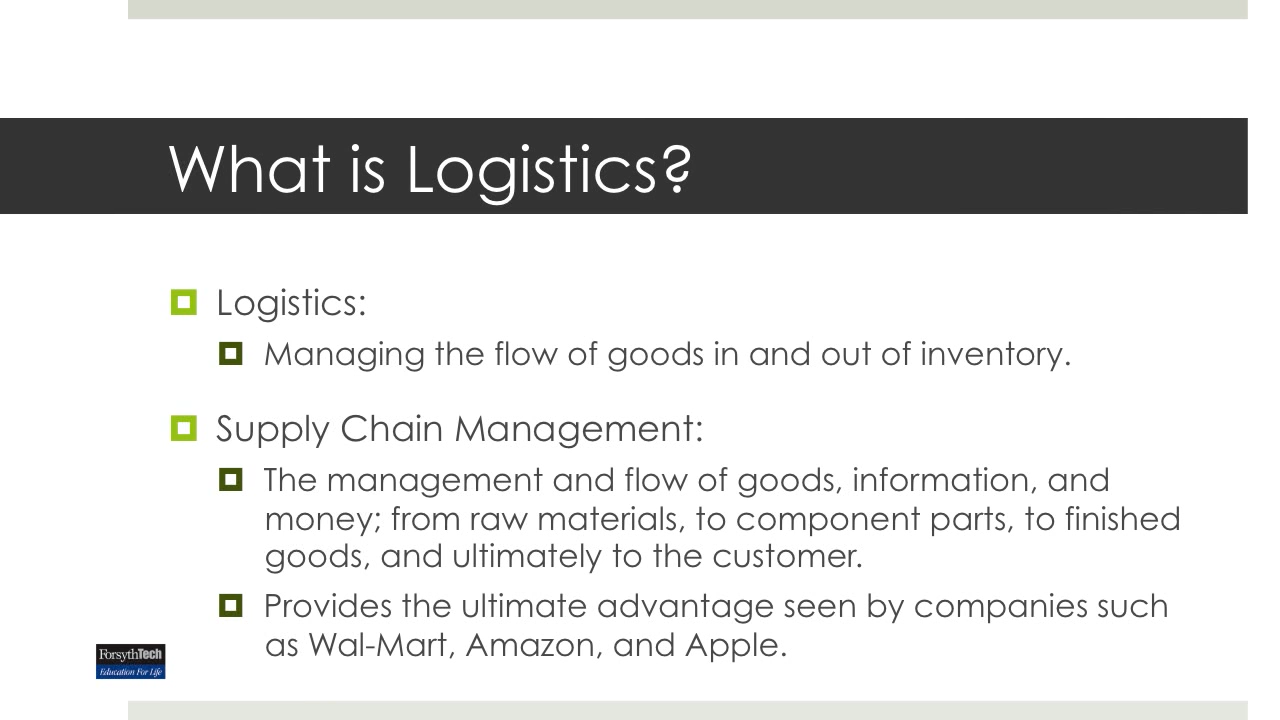 What is Logistics?
Logistics:
Managing the flow of goods in and out of inventory.
Supply Chain Management:
The management and flow of goods, information, and
money; from raw materials, to component parts, to finished
goods, and ultimately to the customer.
Provides the ultimate advantage seen by companies such
as Wal-Mart, Amazon, and Apple.
ForsythTech
Education For Life